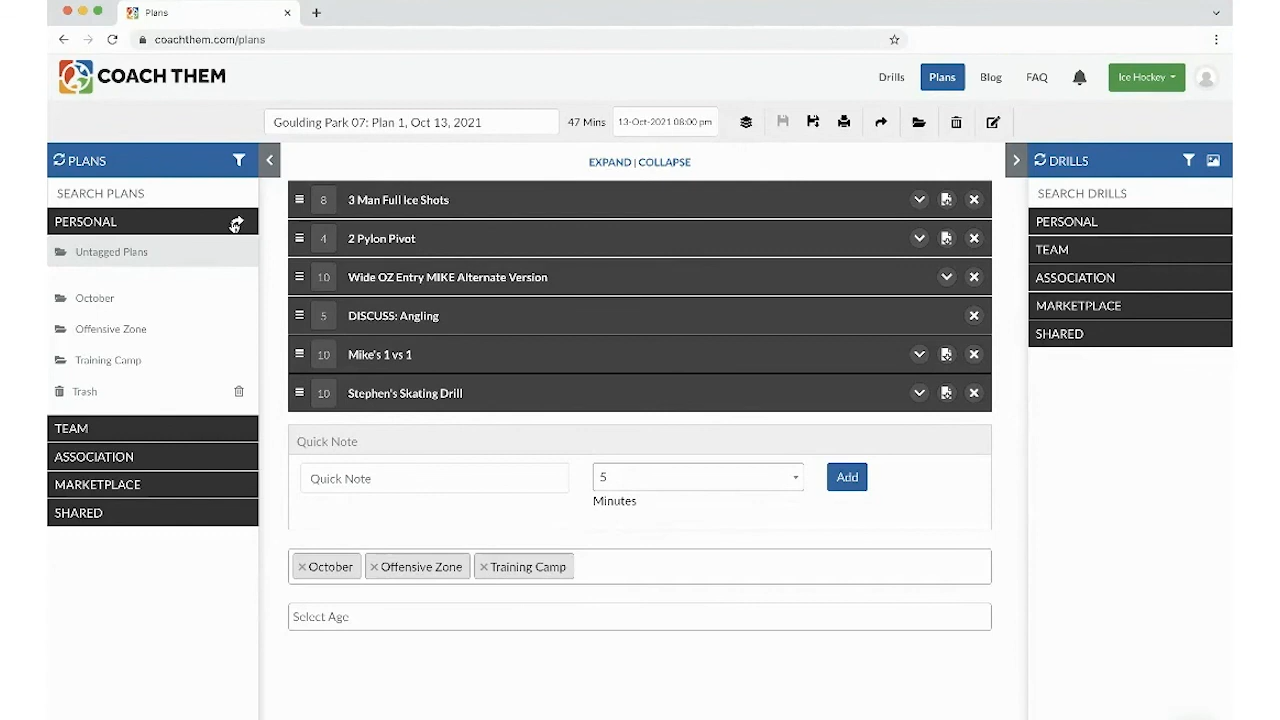 Plans
coachthem.com/plans
COACH THEM
Drills
Plans
Blog
FAQ
Ice Hockey
Goulding Park 07: Plan 1, Oct 13, 2021
47 Mins
13-Oct-2021 08:00 pm
PLANS
SEARCH PLANS
PERSONAL
Untagged Plans
October
Offensive Zone
Training Camp
Trash
TEAM
ASSOCIATION
MARKETPLACE
SHARED
EXPAND | COLLAPSE
8 3 Man Full Ice Shots
4 2 Pylon Pivot
10 Wide OZ Entry MIKE Alternate Version
5 DISCUSS: Angling
10 Mike's 1 vs 1
10 Stephen's Skating Drill
Quick Note
Quick Note
5
Add
Minutes
× October × Offensive Zone × Training Camp
Select Age
DRILLS
SEARCH DRILLS
PERSONAL
TEAM
ASSOCIATION
MARKETPLACE
SHARED